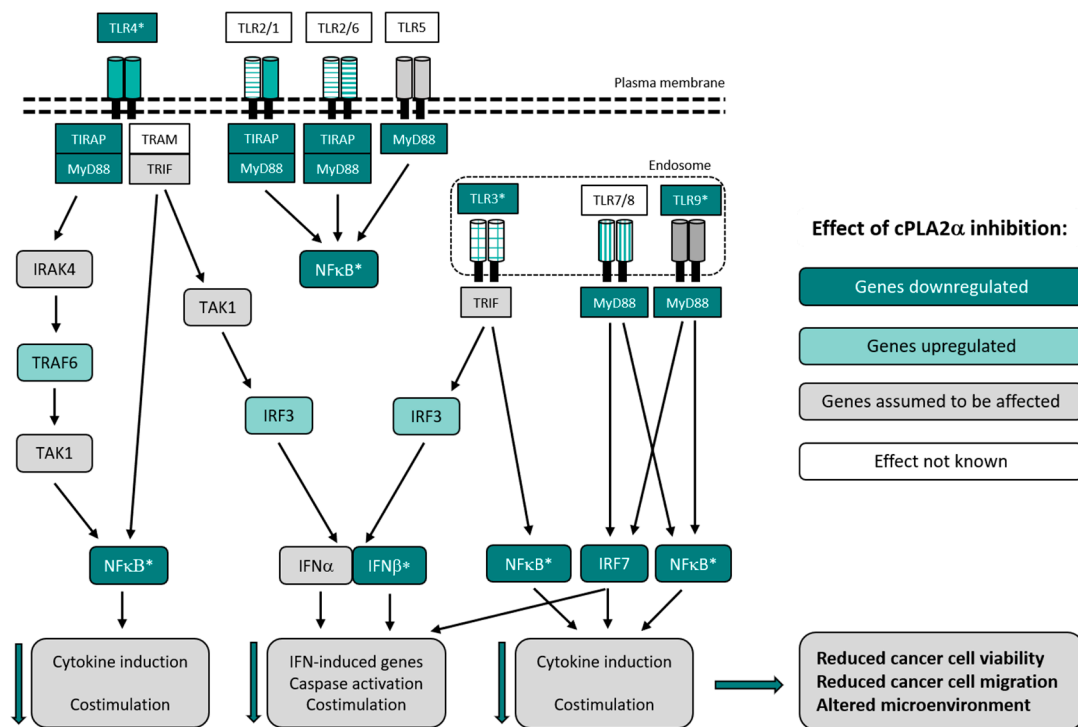 TLR4*
TLR2/1
TLR2/6
TLR5
Plasma membrane
TIRAP
MyD88
TRAM
TRIF
TIRAP
MyD88
TIRAP
MyD88
MyD88
Endosome
TLR3*
TLR7/8
TLR9*
TRIF
MyD88
MyD88
IRAK4
TAK1
NFκB*
TRAF6
IRF3
IRF3
TAK1
NFκB*
IFNα
IFNβ*
NFκB*
IRF7
NFκB*
Cytokine induction
Costimulation
IFN-induced genes
Caspase activation
Costimulation
Cytokine induction
Costimulation
Effect of cPLA2α inhibition:
Genes downregulated
Genes upregulated
Genes assumed to be affected
Effect not known
Reduced cancer cell viability
Reduced cancer cell migration
Altered microenvironment